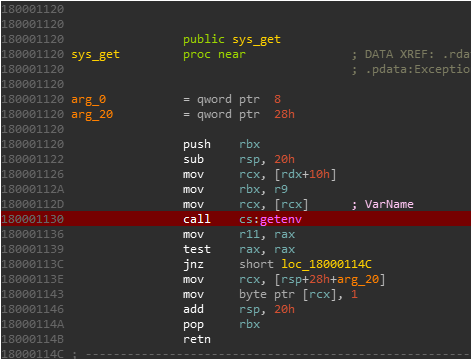 180001120
180001120
180001120 public sys_get
180001120 sys_get proc near ; DATA XREF: .rda
180001120 ; .pdata:Exceptio
180001120
180001120 arg_0 = qword ptr 8
180001120 arg_20 = qword ptr 28h
180001120
180001120 push rbx
180001122 sub rsp, 20h
180001126 mov rcx, [rdx+10h]
18000112A mov rbx, r9
18000112D mov rcx, [rcx] ; VarName
180001130 call cs:getenv
180001136 mov r11, rax
180001139 test rax, rax
18000113C jnz short loc_18000114C
18000113E mov rcx, [rsp+28h+arg_20]
180001143 mov byte ptr [rcx], 1
180001146 add rsp, 20h
18000114A pop rbx
18000114B retn
18000114C ; ---------------------------------------------